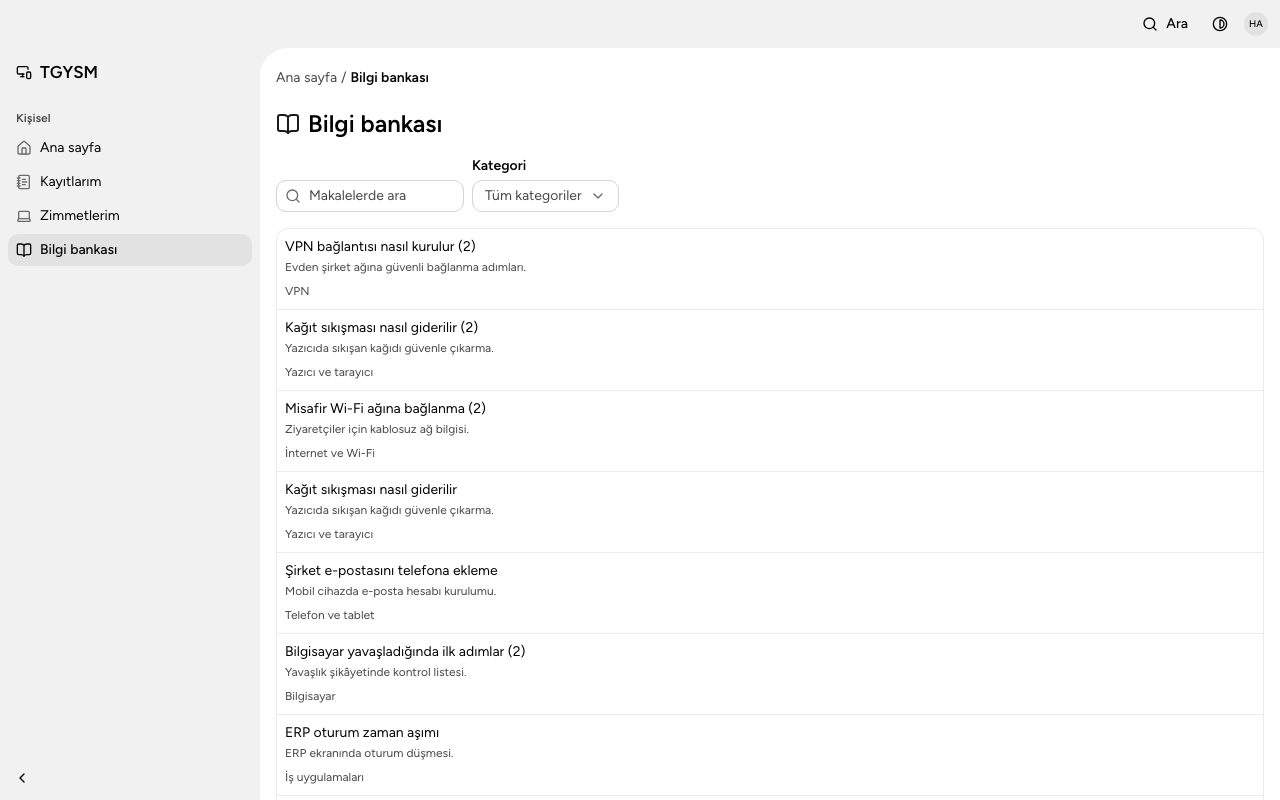 Ara
HA
TGYSM
Kişisel
Ana sayfa
Kayıtlarım
Zimmetlerim
Bilgi bankası
Ana sayfa / Bilgi bankası
Bilgi bankası
Kategori
Makalelerde ara
Tüm kategoriler
VPN bağlantısı nasıl kurulur (2)
Evden şirket ağına güvenli bağlanma adımları.
VPN
Kağıt sıkışması nasıl giderilir (2)
Yazıcıda sıkışan kağıdı güvenle çıkarma.
Yazıcı ve tarayıcı
Misafir Wi-Fi ağına bağlanma (2)
Ziyaretçiler için kablosuz ağ bilgisi.
İnternet ve Wi-Fi
Kağıt sıkışması nasıl giderilir
Yazıcıda sıkışan kağıdı güvenle çıkarma.
Yazıcı ve tarayıcı
Şirket e-postasını telefona ekleme
Mobil cihazda e-posta hesabı kurulumu.
Telefon ve tablet
Bilgisayar yavaşladığında ilk adımlar (2)
Yavaşlık şikâyetinde kontrol listesi.
Bilgisayar
ERP oturum zaman aşımı
ERP ekranında oturum düşmesi.
İş uygulamaları